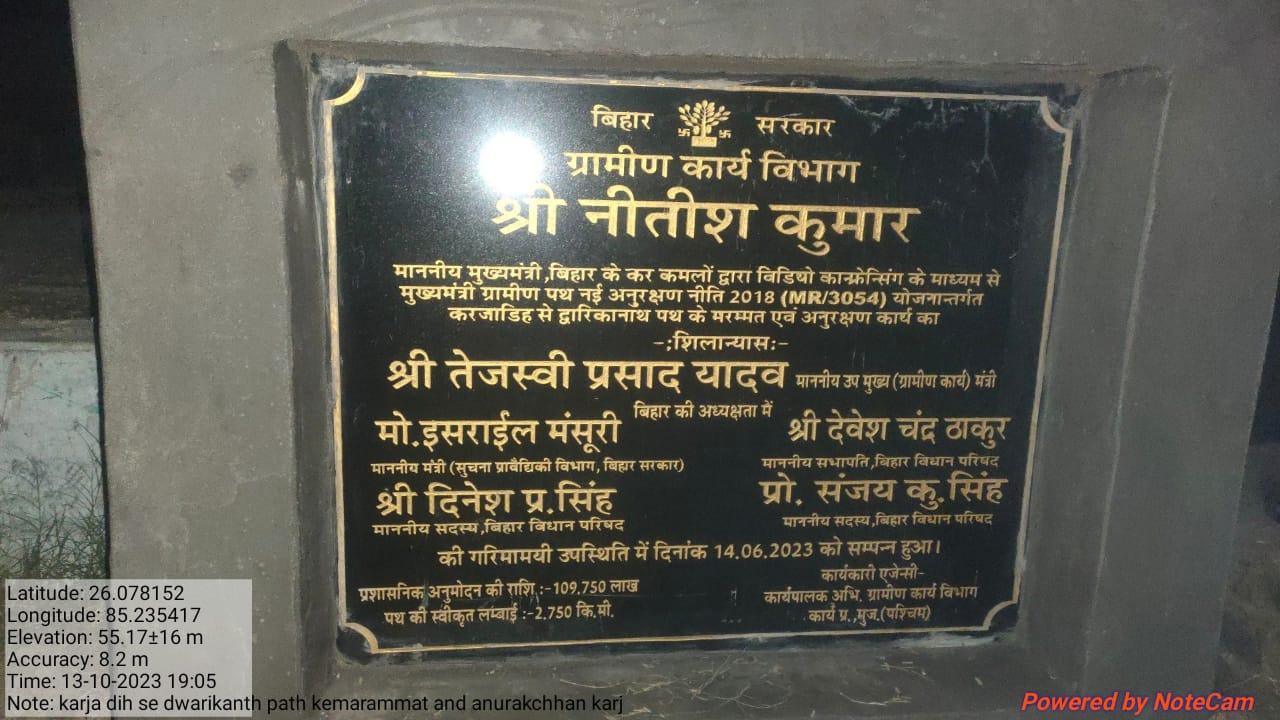 बिहार सरकार
ग्रामीण कार्य विभाग
श्री नीतीश कुमार
माननीय मुख्यमंत्री,बिहार के कर कमलों द्वारा विडियो कान्फ्रेन्सिंग के माध्यम से
मुख्यमंत्री ग्रामीण पथ नई अनुरक्षण नीति 2018 (MR/3054) योजनान्तर्गत
करजाडिह से द्वारिकानाथ पथ के मरम्मत एवं अनुरक्षण कार्य का
-:शिलान्यास:-
श्री तेजस्वी प्रसाद यादव माननीय उप मुख्य (ग्रामीण कार्य) मंत्री
बिहार की अध्यक्षता में
मो.इसराईल मंसूरी श्री देवेश चंद्र ठाकुर
माननीय मंत्री (सुचना प्रावैद्यिकी विभाग, बिहार सरकार) माननीय सभापति,बिहार विधान परिषद
श्री दिनेश प्र.सिंह प्रो. संजय कु.सिंह
माननीय सदस्य,बिहार विधान परिषद माननीय सदस्य,बिहार विधान परिषद
की गरिमामयी उपस्थिति में दिनांक 14.06.2023 को सम्पन्न हुआ।
प्रशासनिक अनुमोदन की राशि :-109.750 लाख
पथ की स्वीकृत लम्बाई :-2.750 कि.मी.
कार्यकारी एजेन्सी-
कार्यपालक अभि. ग्रामीण कार्य विभाग
कार्य प्र.,मुज.(पश्चिम)
Latitude: 26.078152
Longitude: 85.235417
Elevation: 55.17±16 m
Accuracy: 8.2 m
Time: 13-10-2023 19:05
Note: karja dih se dwarikanth path kemarammat and anurakchhan karj
Powered by NoteCam